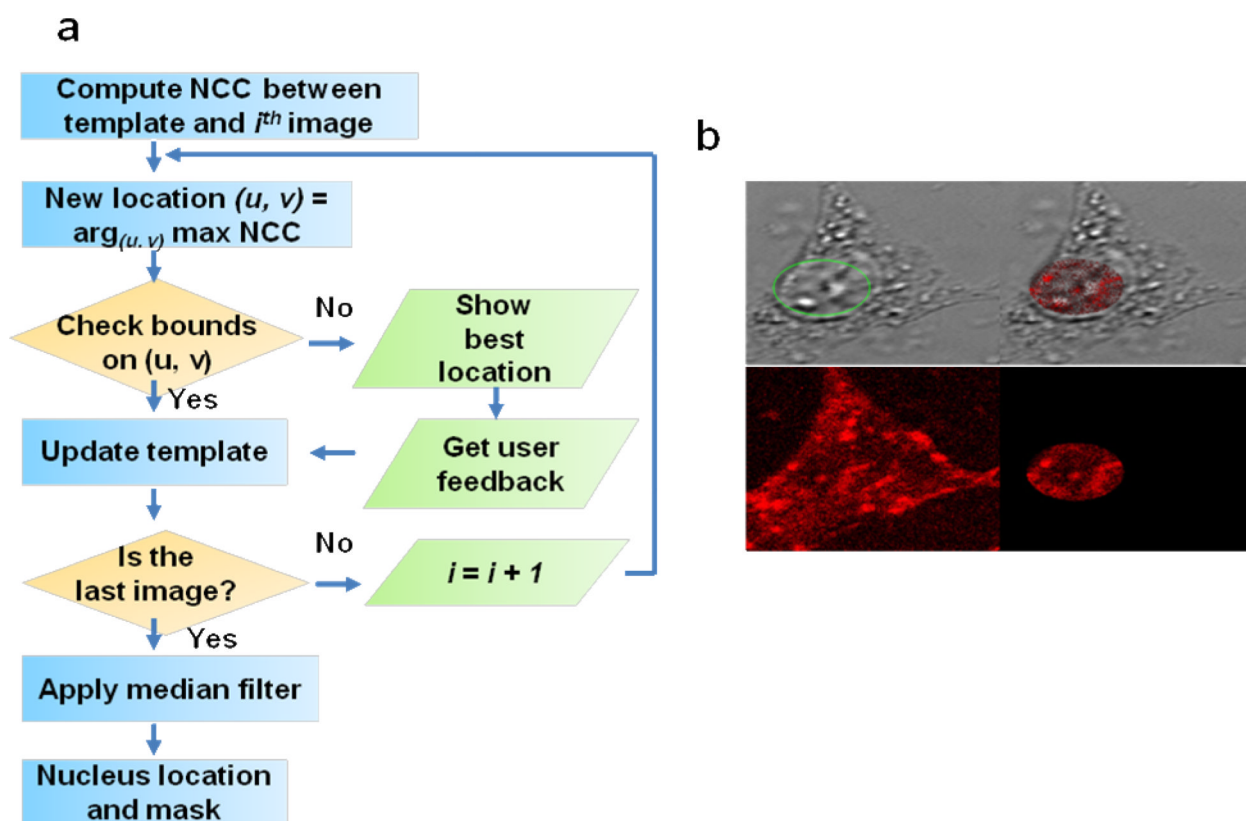 a
Compute NCC between
template and i^th image
New location (u, v) =
arg(u, v) max NCC
Check bounds
on (u, v)
No
Show
best
location
Yes
Update template
Get user
feedback
Is the
last image?
No
i = i + 1
Yes
Apply median filter
Nucleus location
and mask
b